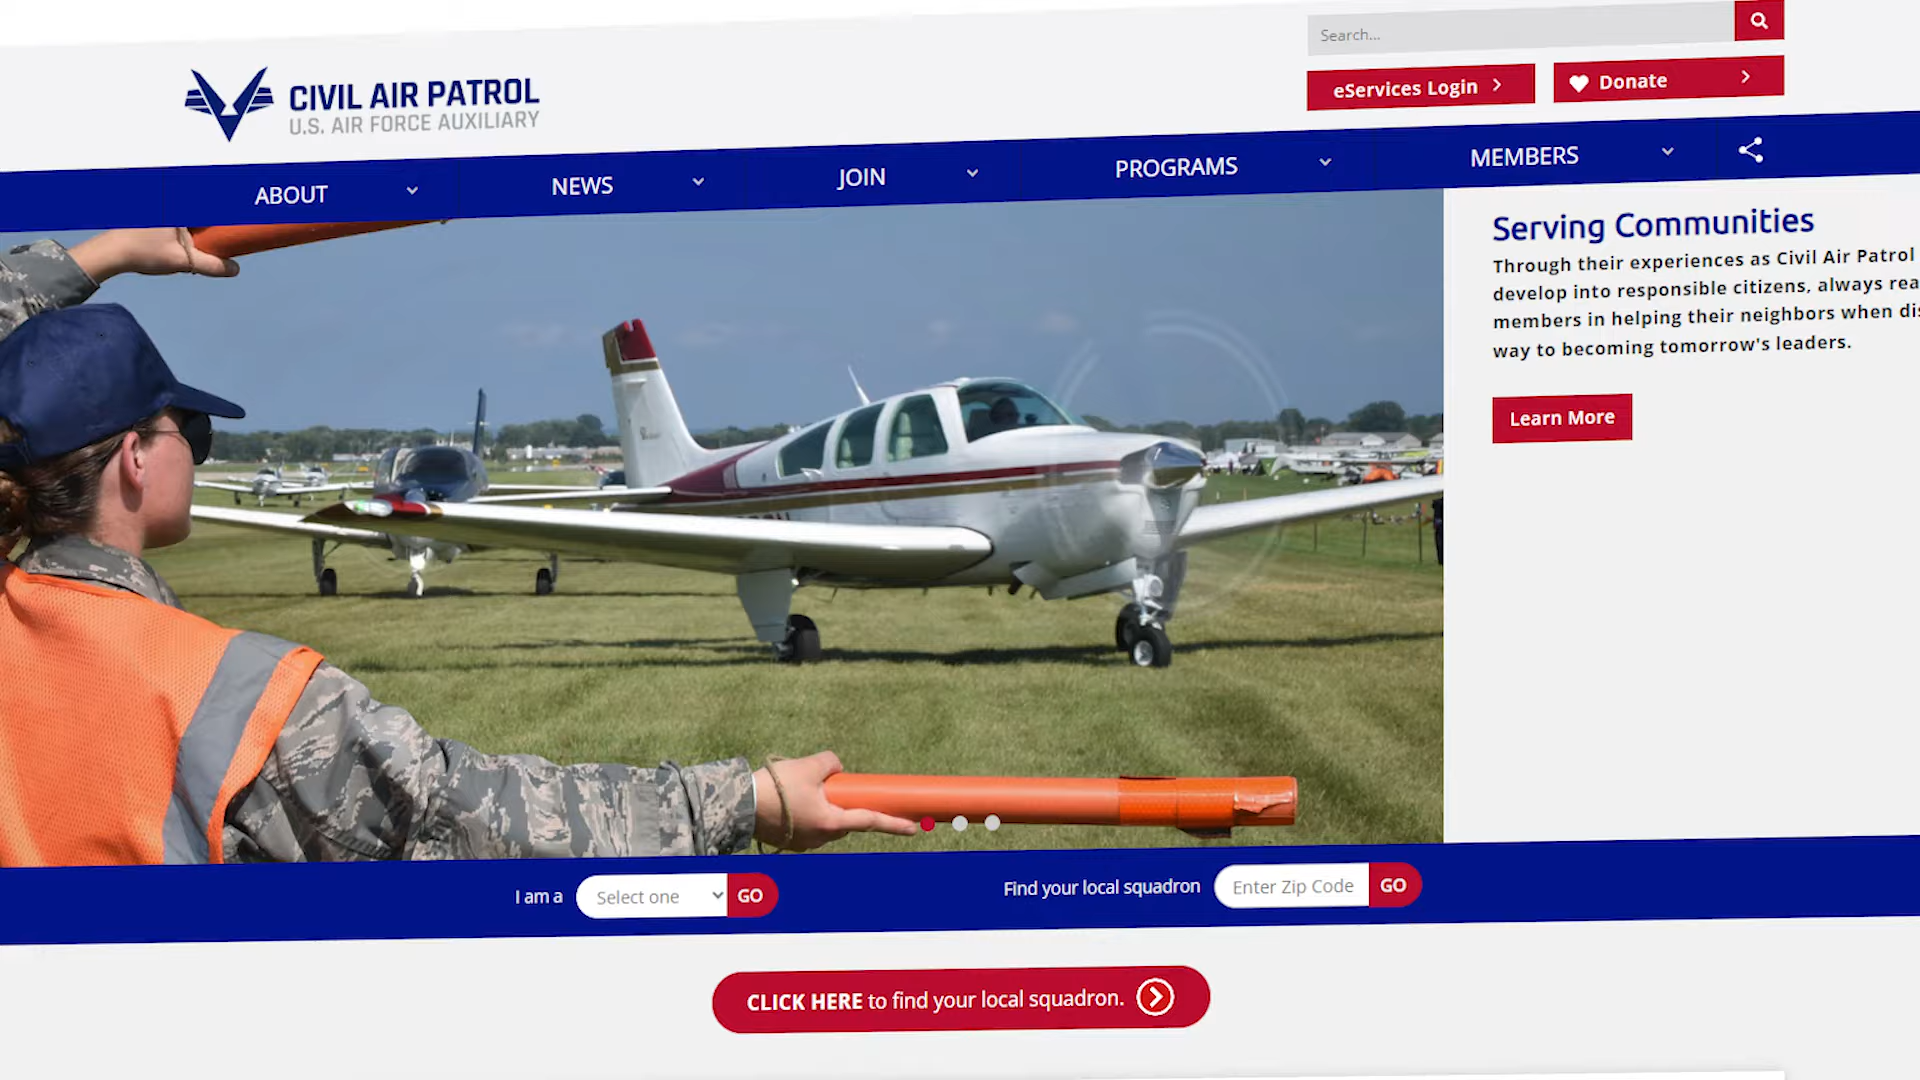 Search...
CIVIL AIR PATROL
U.S. AIR FORCE AUXILIARY
eServices Login
Donate
ABOUT
NEWS
JOIN
PROGRAMS
MEMBERS
Serving Communities
Through their experiences as Civil Air Patrol
develop into responsible citizens, always
members in helping their neighbors when
way to becoming tomorrow's leaders.
Learn More
I am a
Select one
GO
Find your local squadron
Enter Zip Code
GO
CLICK HERE to find your local squadron.